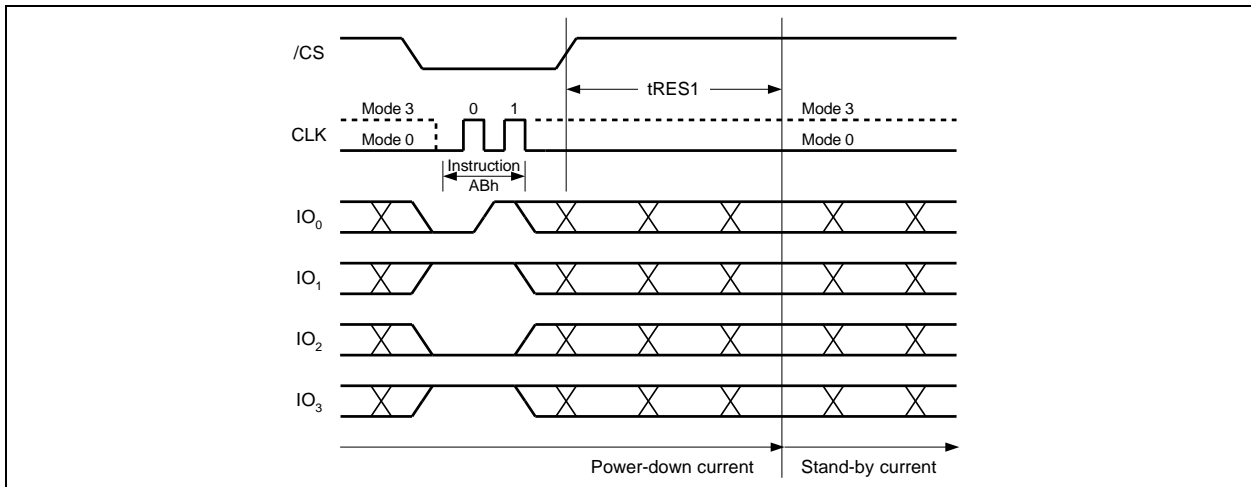 /CS
tRES1
Mode 3 0 1 Mode 3
CLK
Mode 0 Mode 0
Instruction
ABh
IO0
IO1
IO2
IO3
Power-down current Stand-by current